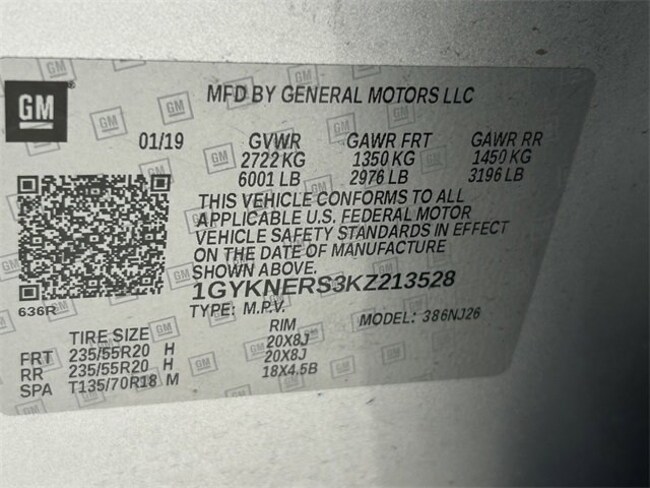 GM
MFD BY GENERAL MOTORS LLC
01/19 GVWR GAWR FRT GAWR RR
2722 KG 1350 KG 1450 KG
6001 LB 2976 LB 3196 LB
THIS VEHICLE CONFORMS TO ALL
APPLICABLE U.S. FEDERAL MOTOR
VEHICLE SAFETY STANDARDS IN EFFECT
ON THE DATE OF MANUFACTURE
SHOWN ABOVE.
1GYKNERS3KZ213528
636R
TYPE: M.P.V. MODEL: 386NJ26
TIRE SIZE RIM
FRT 235/55R20 H 20X8J
RR 235/55R20 H 20X8J
SPA T135/70R18 M 18X4.5B